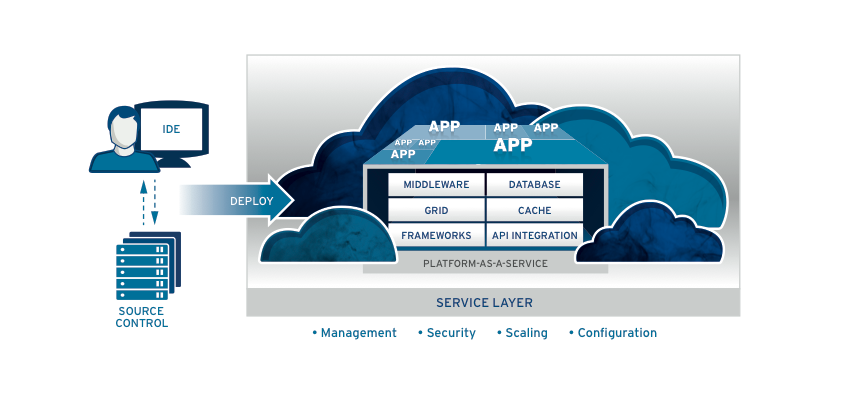 IDE
SOURCE
CONTROL
DEPLOY
APP
APP APP
APP APP
APP
APP
MIDDLEWARE DATABASE
GRID CACHE
FRAMEWORKS API INTEGRATION
PLATFORM-AS-A-SERVICE
SERVICE LAYER
• Management • Security • Scaling • Configuration